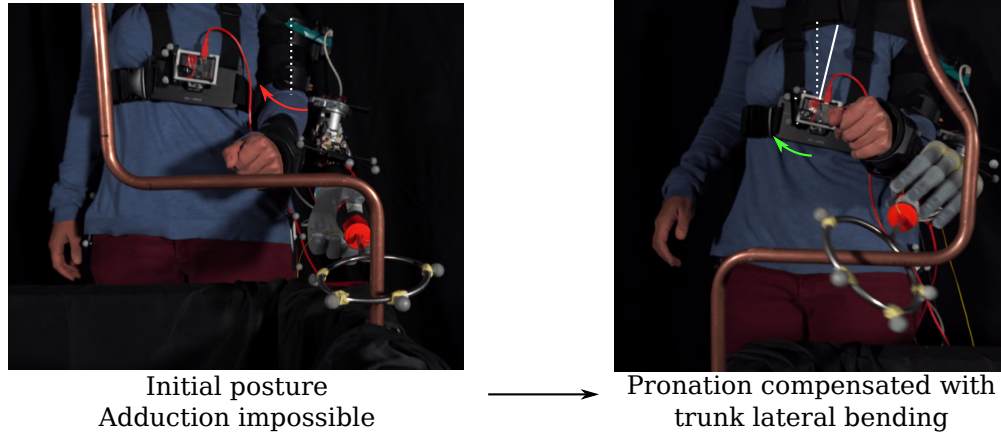 Initial posture
Adduction impossible
Pronation compensated with
trunk lateral bending